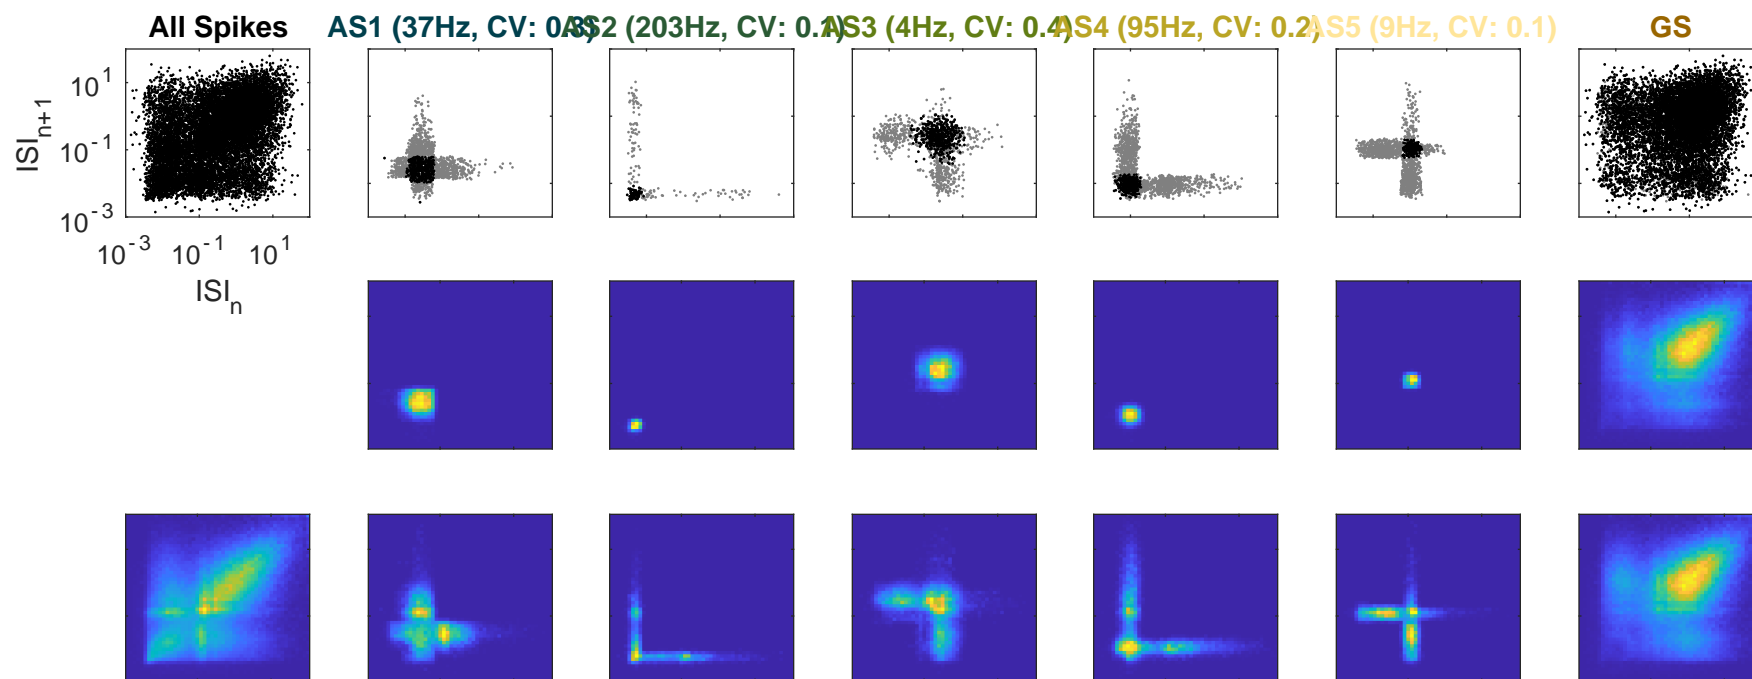 All Spikes
AS1 (37Hz, CV: 0.3)
AS2 (203Hz, CV: 0.1)
AS3 (4Hz, CV: 0.4)
AS4 (95Hz, CV: 0.2)
AS5 (9Hz, CV: 0.1)
GS
ISI_{n+1}
10^1
10^{-1}
10^{-3}
10^{-3} 10^{-1} 10^1
ISI_n